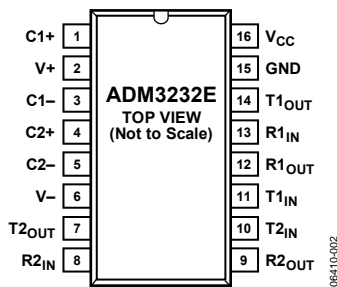 C1+ 1
V+ 2
C1– 3
C2+ 4
C2– 5
V– 6
T2OUT 7
R2IN 8
ADM3232E
TOP VIEW
(Not to Scale)
16 VCC
15 GND
14 T1OUT
13 R1IN
12 R1OUT
11 T1IN
10 T2IN
9 R2OUT
06410-002